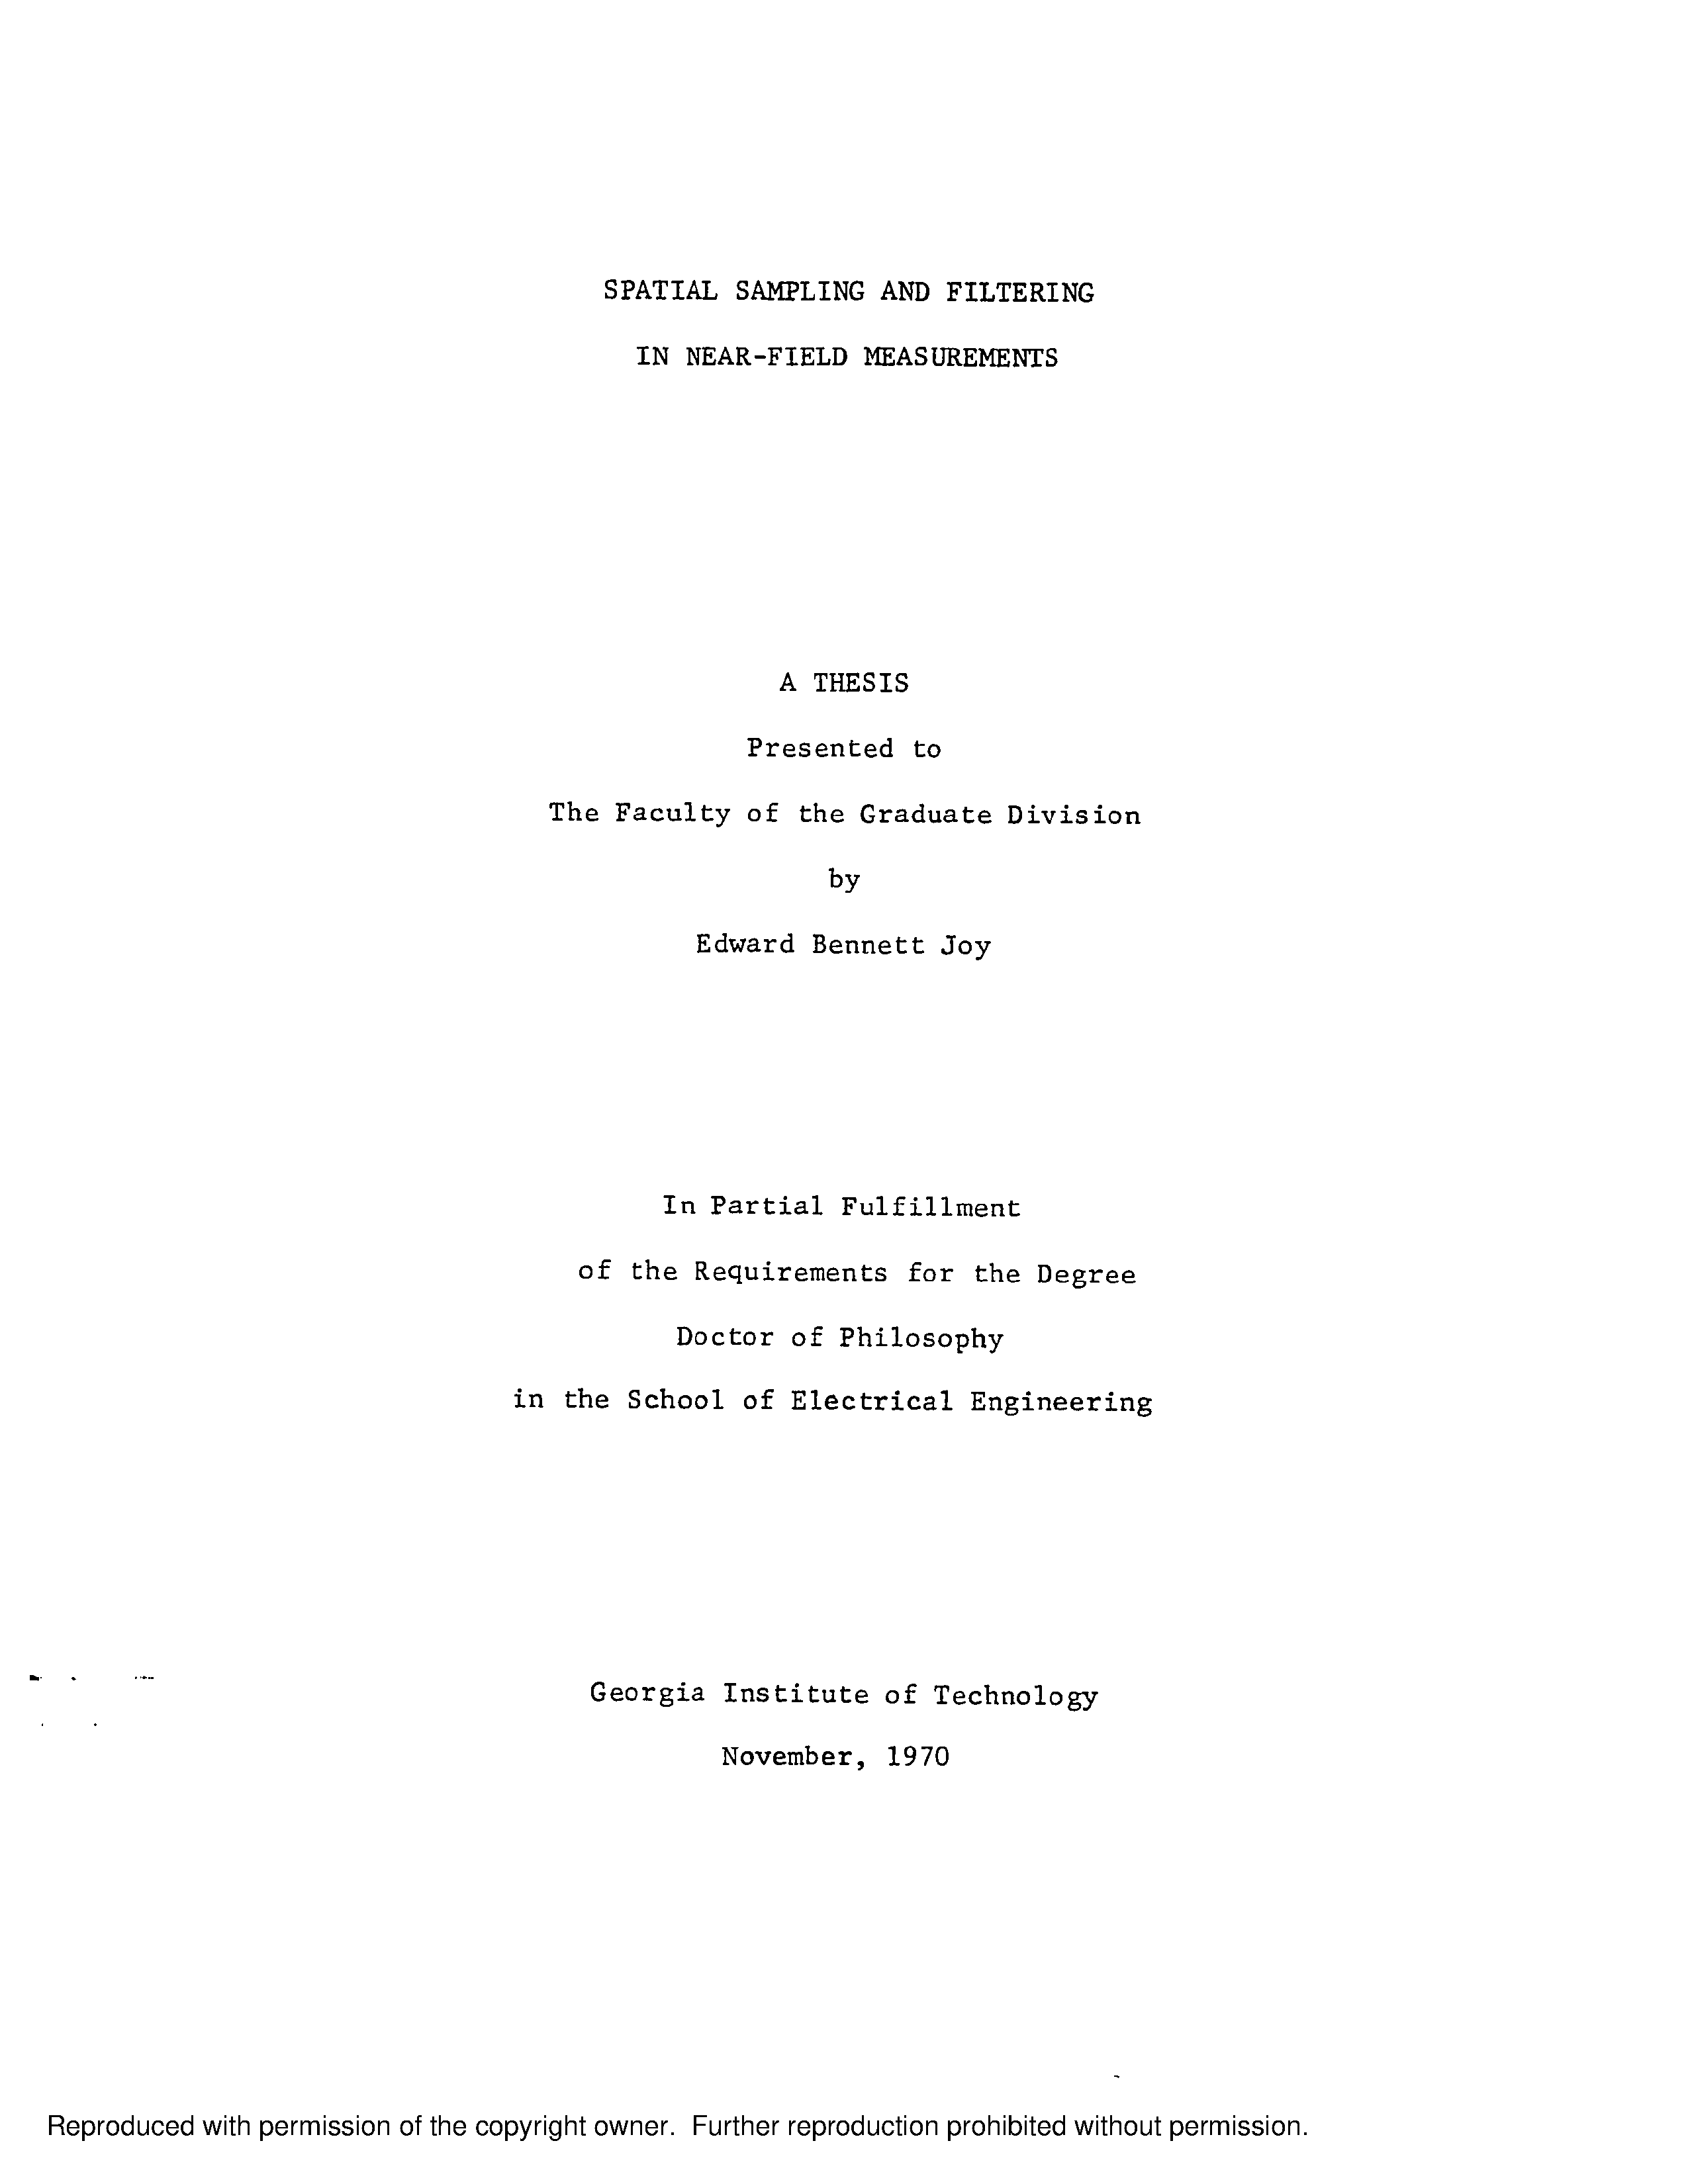 SPATIAL SAMPLING AND FILTERING
IN NEAR-FIELD MEASUREMENTS
A THESIS
Presented to
The Faculty of the Graduate Division
by
Edward Bennett Joy
In Partial Fulfillment
of the Requirements for the Degree
Doctor of Philosophy
in the School of Electrical Engineering
Georgia Institute of Technology
November, 1970
Reproduced with permission of the copyright owner. Further reproduction prohibited without permission.